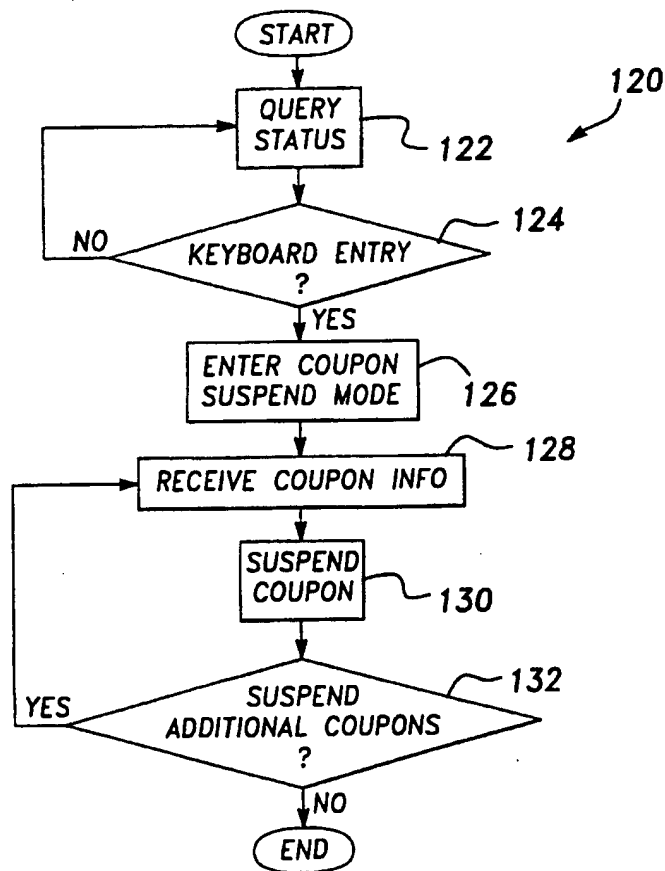 START
120
QUERY
STATUS
122
124
NO
KEYBOARD ENTRY
?
YES
ENTER COUPON
SUSPEND MODE
126
128
RECEIVE COUPON INFO
SUSPEND
COUPON
130
132
YES
SUSPEND
ADDITIONAL COUPONS
?
NO
END